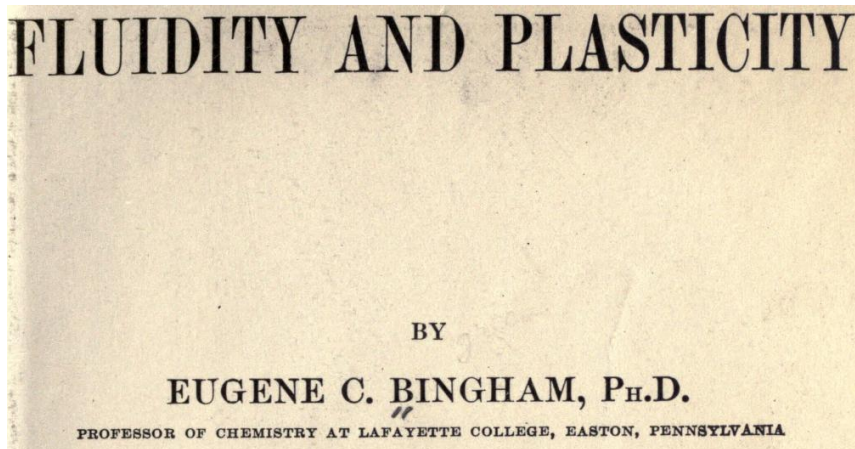 FLUIDITY AND PLASTICITY
BY
EUGENE C. BINGHAM, PH.D.
PROFESSOR OF CHEMISTRY AT LAFAYETTE COLLEGE, EASTON, PENNSYLVANIA